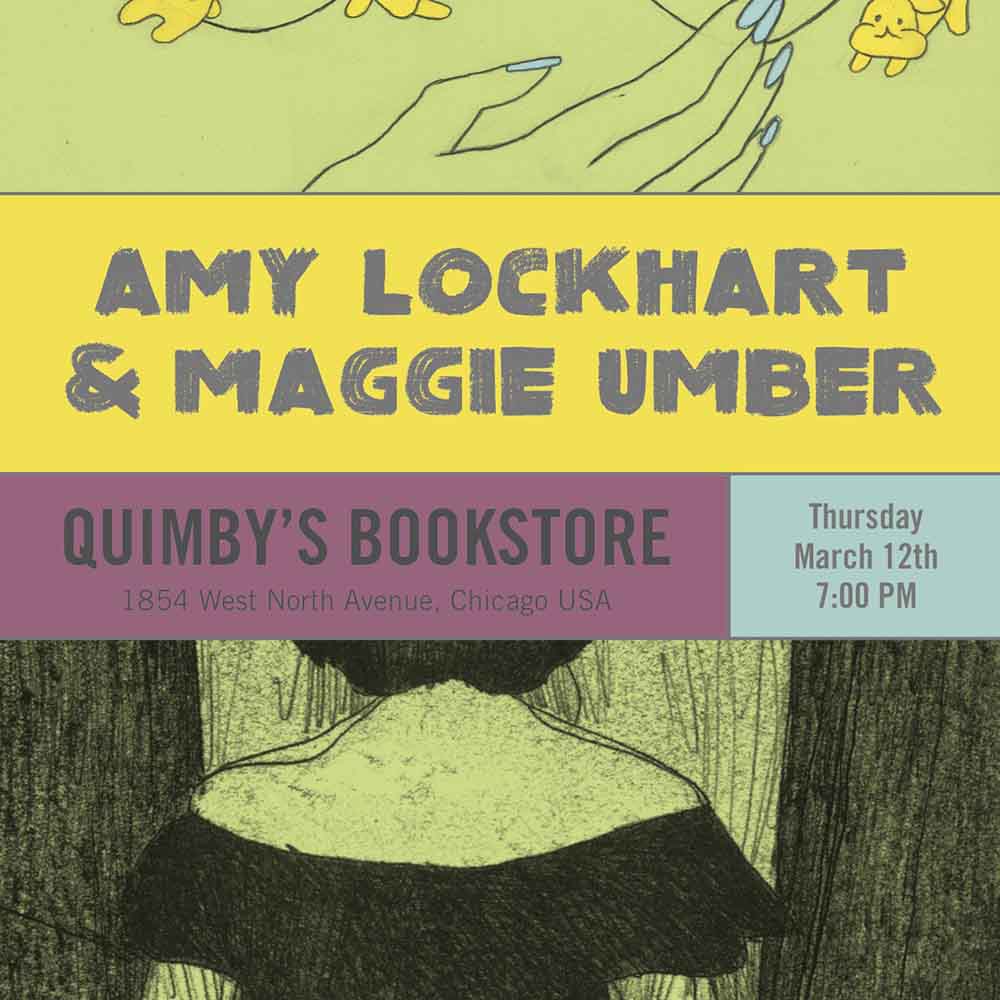 AMY LOCKHART
& MAGGIE UMBER
QUIMBY'S BOOKSTORE
1854 West North Avenue, Chicago USA
Thursday
March 12th
7:00 PM